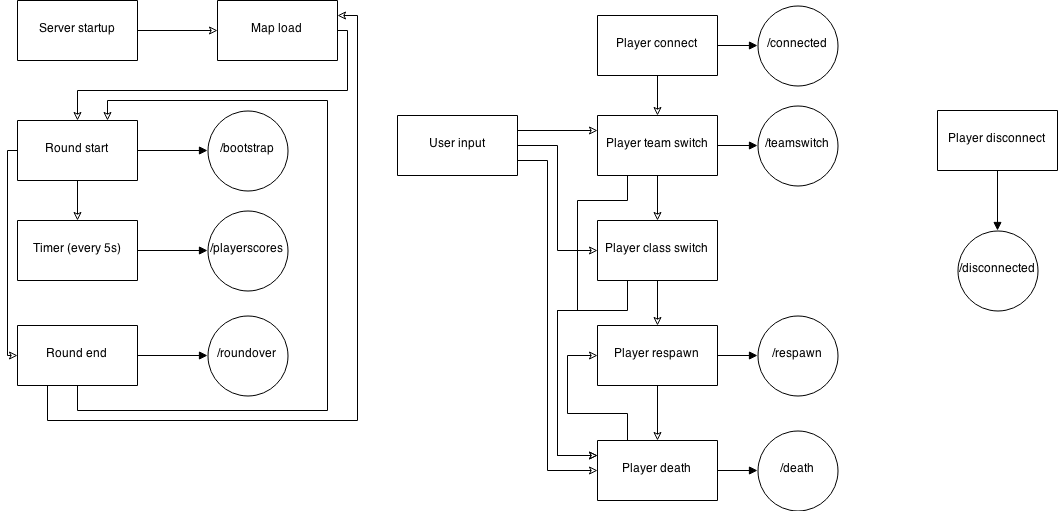 Server startup
Map load
Round start
/bootstrap
Timer (every 5s)
/playerscores
Round end
/roundover
Player connect
/connected
User input
Player team switch
/teamswitch
Player class switch
Player respawn
/respawn
Player death
/death
Player disconnect
/disconnected